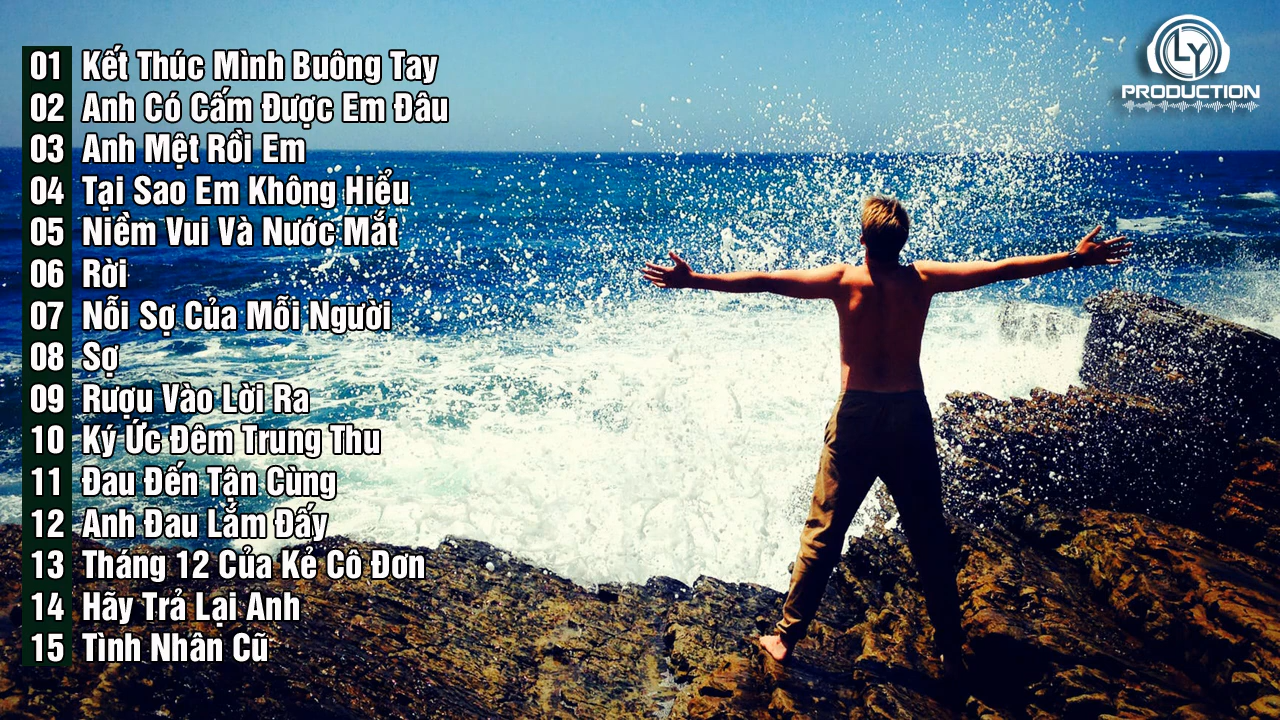 01 Kết Thúc Mình Buông Tay
02 Anh Có Cấm Được Em Đâu
03 Anh Mệt Rồi Em
04 Tại Sao Em Không Hiểu
05 Niềm Vui Và Nước Mắt
06 Rời
07 Nỗi Sợ Của Mỗi Người
08 Sợ
09 Rượu Vào Lời Ra
10 Ký Ức Đêm Trung Thu
11 Đau Đến Tận Cùng
12 Anh Đau Lắm Đấy
13 Tháng 12 Của Kẻ Cô Đơn
14 Hãy Trả Lại Anh
15 Tình Nhân Cũ
LY
PRODUCTION